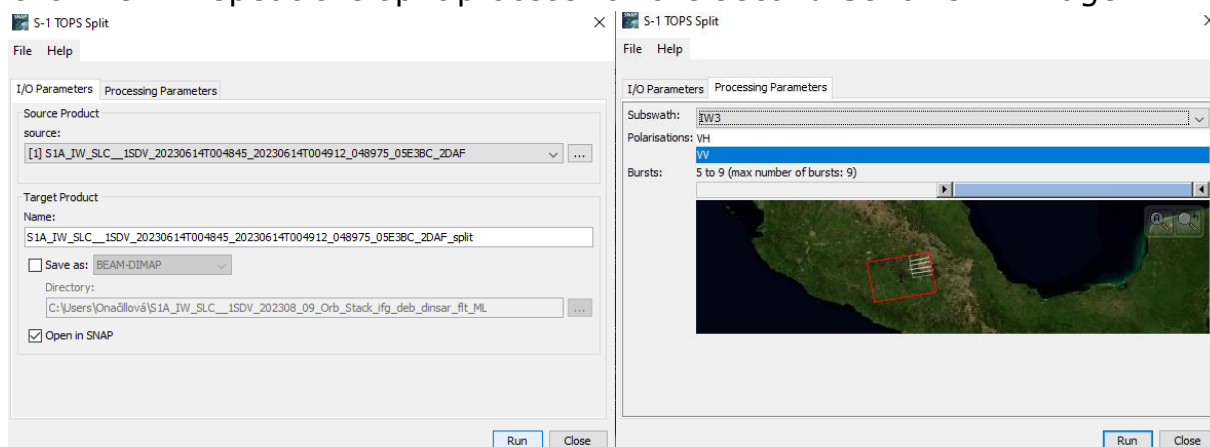 S-1 TOPS Split
File Help
I/O Parameters Processing Parameters
Source Product
source:
[1] S1A_IW_SLC__1SDV_20230614T004845_20230614T004912_048975_05E3BC_2DAF
...
Target Product
Name:
S1A_IW_SLC__1SDV_20230614T004845_20230614T004912_048975_05E3BC_2DAF_split
Save as: BEAM-DIMAP
Directory:
C:\Users\Onačillová\S1A_IW_SLC__1SDV_202308_09_Orb_Stack_ifg_deb_dinsar_flt_ML
...
Open in SNAP
Run Close
S-1 TOPS Split
File Help
I/O Parameters Processing Parameters
Subswath: IW3
Polarisations: VH
VV
Bursts: 5 to 9 (max number of bursts: 9)
Run Close